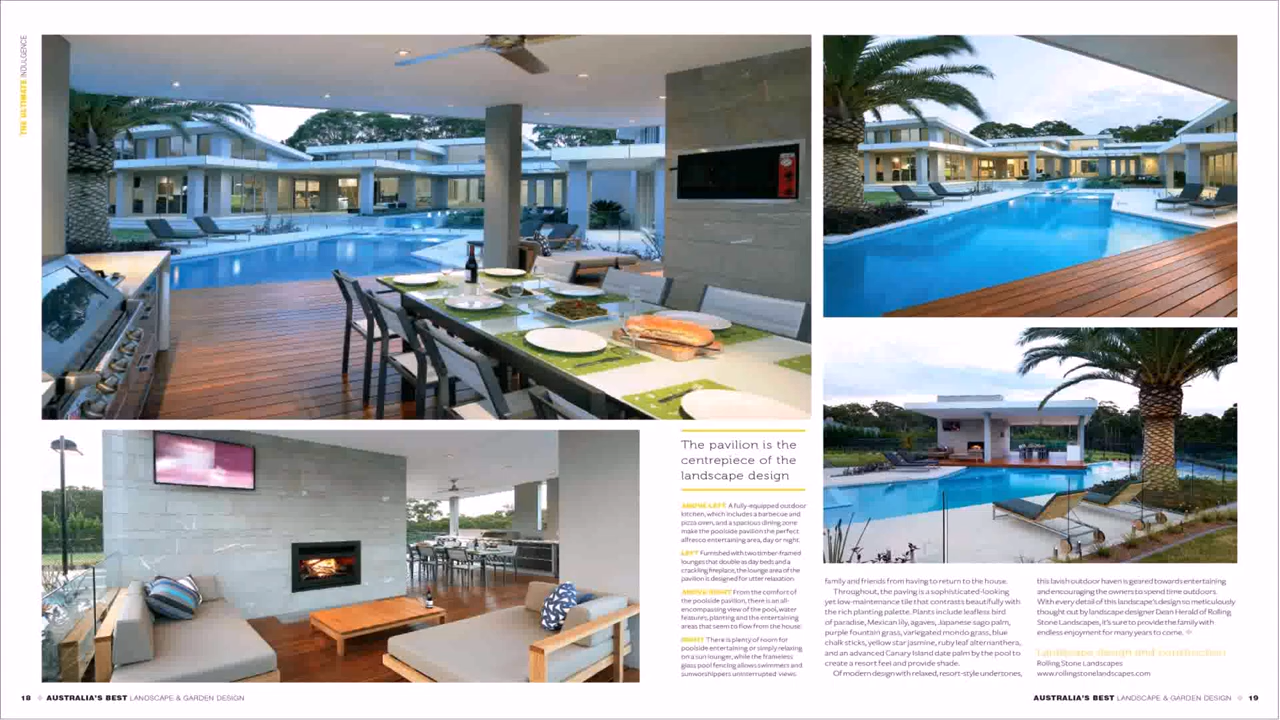 THE ULTIMATE INDULGENCE
The pavilion is the
centrepiece of the
landscape design
ABOVE LEFT A fully-equipped outdoor
kitchen, which includes a barbecue and
pizza oven, and a spacious dining zone
make the poolside pavilion the perfect
alfresco entertaining area, day or night.
LEFT Furnished with two timber-framed
lounges that double as day beds and a
crackling fireplace, the lounge area of the
pavilion is designed for utter relaxation.
ABOVE RIGHT From the comfort of
the poolside pavilion, there is an all-
encompassing view of the pool, water
features, planting and the entertaining
areas that seem to flow from the house.
RIGHT There is plenty of room for
poolside entertaining or simply relaxing
on a sun lounger, while the frameless
glass pool fencing allows swimmers and
sunworshippers uninterrupted views.
family and friends from having to return to the house.
Throughout, the paving is a sophisticated-looking
yet low-maintenance tile that contrasts beautifully with
the rich planting palette. Plants include leafless bird
of paradise, Mexican lily, agaves, Japanese sago palm,
purple fountain grass, variegated mondo grass, blue
chalk sticks, yellow star jasmine, ruby leaf alternanthera,
and an advanced Canary Island date palm by the pool to
create a resort feel and provide shade.
Of modern design with relaxed, resort-style undertones,
this lavish outdoor haven is geared towards entertaining
and encouraging the owners to spend time outdoors.
With every detail of this landscape's design so meticulously
thought out by landscape designer Dean Herald of Rolling
Stone Landscapes, it's sure to provide the family with
endless enjoyment for many years to come.
Landscape design and construction
Rolling Stone Landscapes
www.rollingstonelandscapes.com
18 AUSTRALIA'S BEST LANDSCAPE & GARDEN DESIGN
AUSTRALIA'S BEST LANDSCAPE & GARDEN DESIGN 19